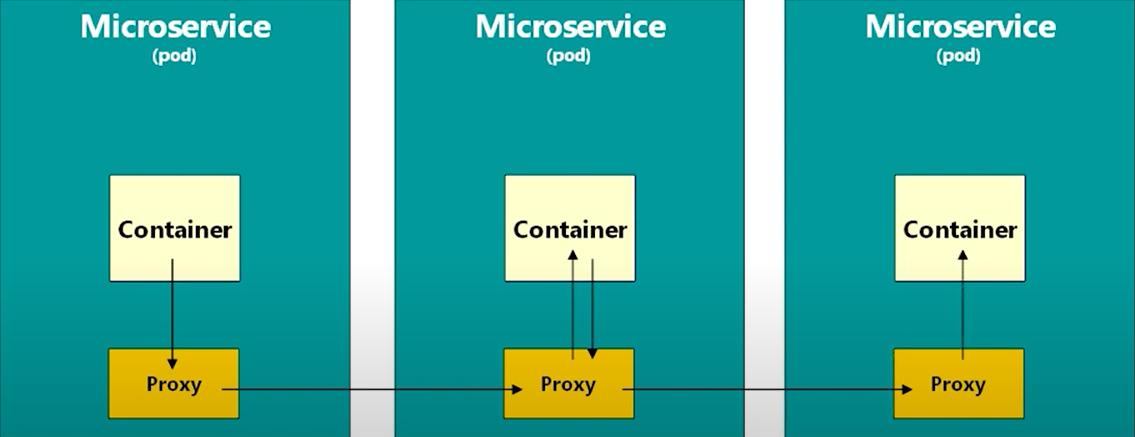 Microservice
(pod)
Microservice
(pod)
Microservice
(pod)
Container
Container
Container
Proxy
Proxy
Proxy